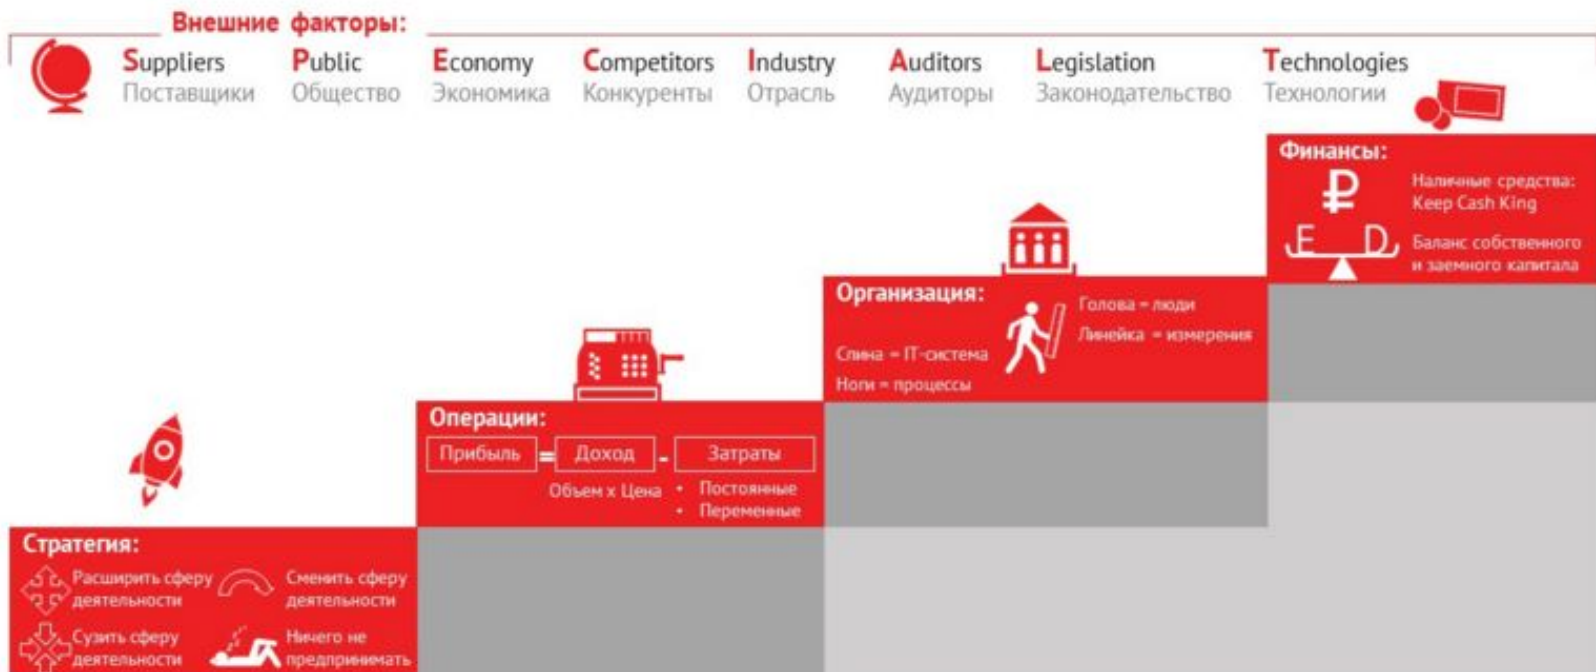 Внешние факторы:
Suppliers
Поставщики
Public
Общество
Economy
Экономика
Competitors
Конкуренты
Industry
Отрасль
Auditors
Аудиторы
Legislation
Законодательство
Technologies
Технологии
Финансы:
₽
Наличные средства:
Keep Cash King
E D
Баланс собственного
и заемного капитала
Организация:
Голова = люди
Линейка = измерения
Спина = IT-система
Ноги = процессы
Операции:
Прибыль = Доход - Затраты
Объем x Цена
• Постоянные
• Переменные
Стратегия:
Расширить сферу
деятельности
Сменить сферу
деятельности
Сузить сферу
деятельности
Ничего не
предпринимать